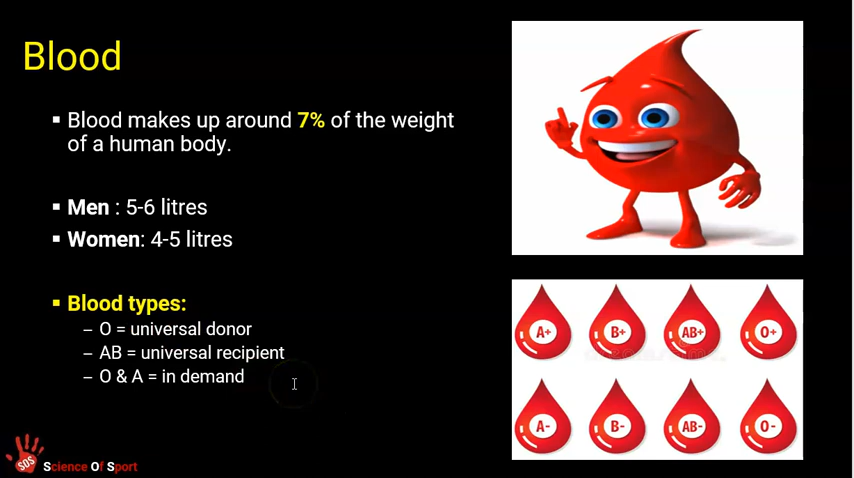 Blood
▪ Blood makes up around 7% of the weight
of a human body.
▪ Men : 5-6 litres
▪ Women: 4-5 litres
▪ Blood types:
– O = universal donor
– AB = universal recipient
– O & A = in demand
A+ B+ AB+ O+
A- B- AB- O-
SOS
Science Of Sport